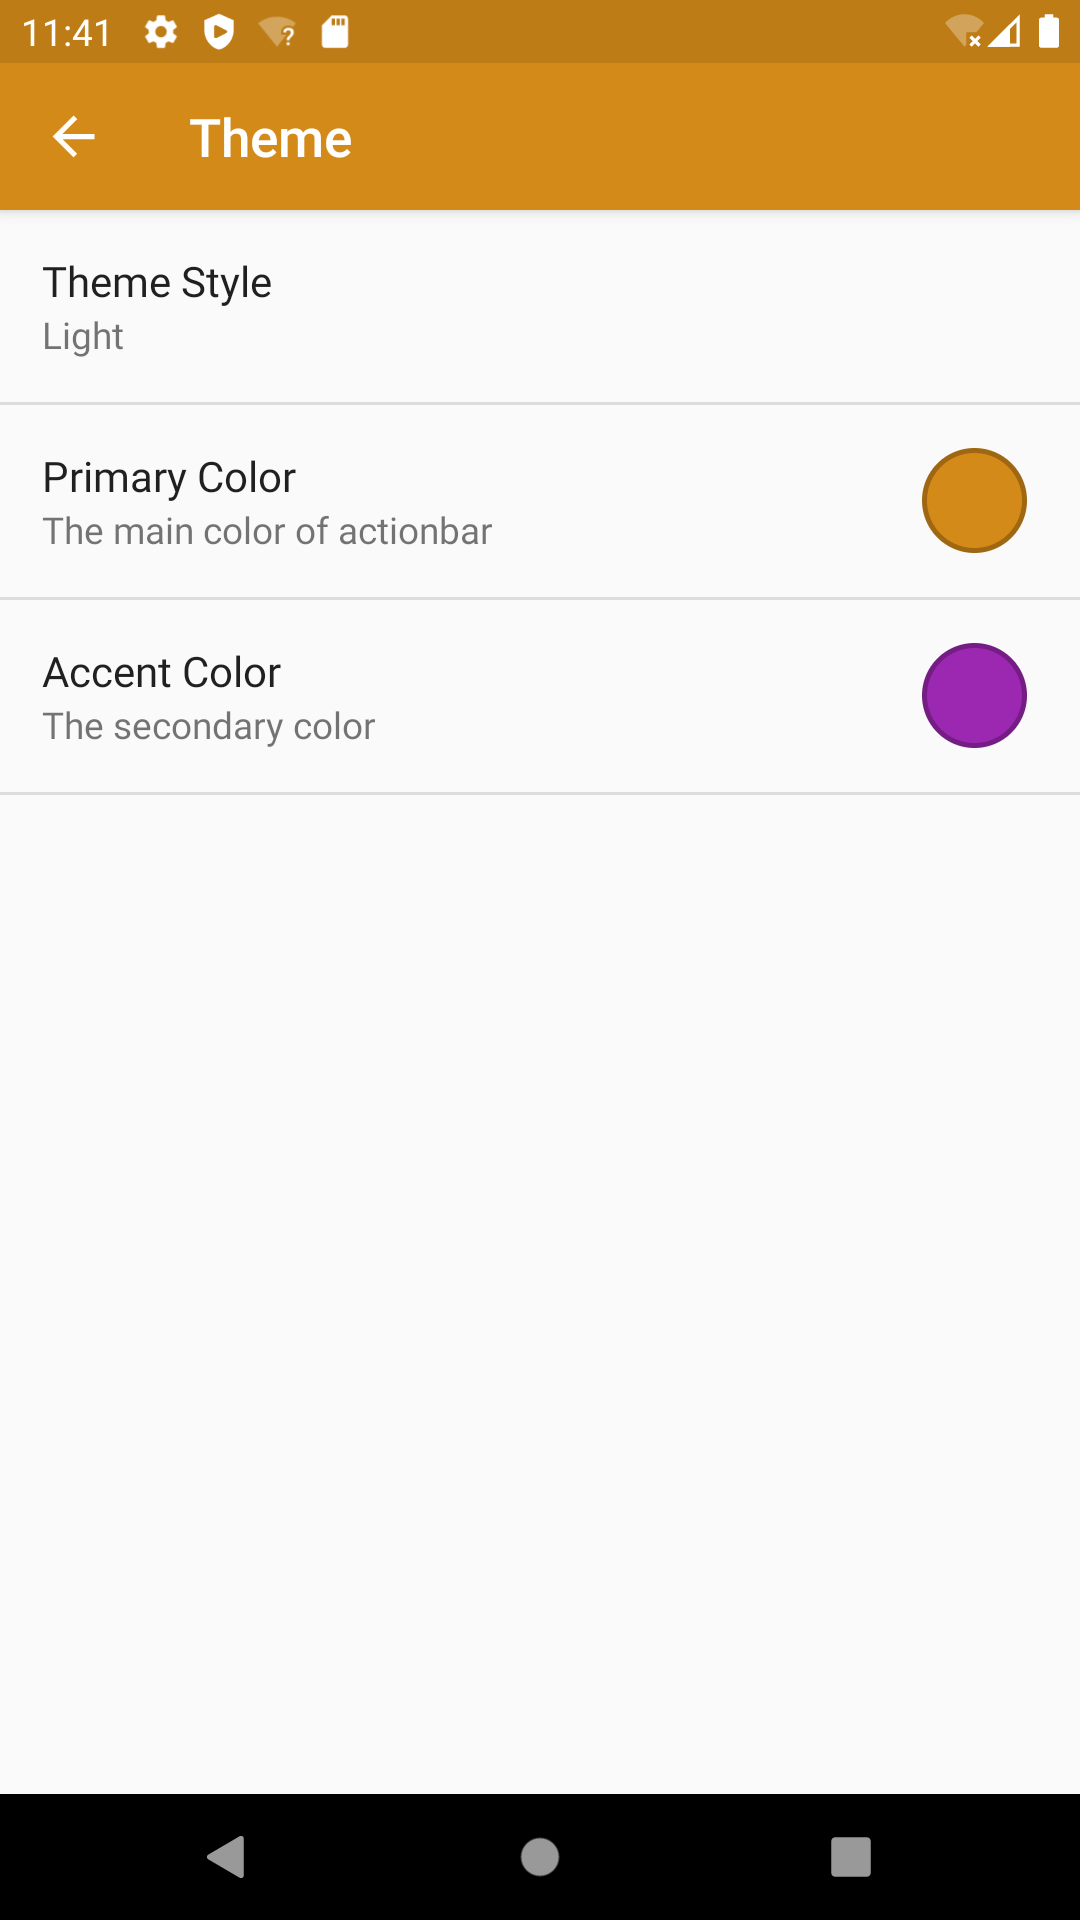 11:41
Theme
Theme Style
Light
Primary Color
The main color of actionbar
Accent Color
The secondary color